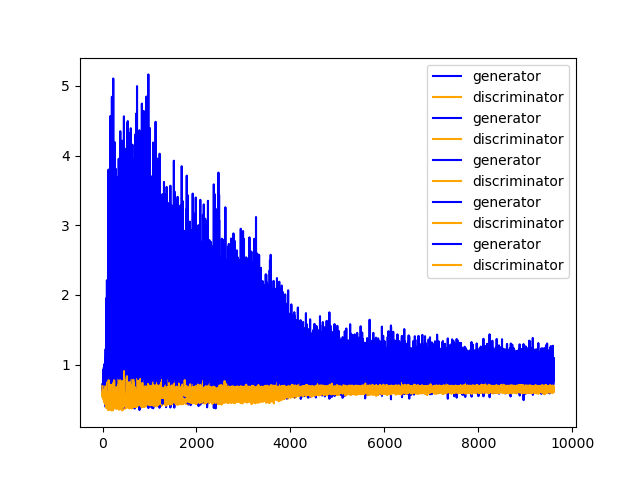 generator
discriminator
generator
discriminator
generator
discriminator
generator
discriminator
generator
discriminator
5
4
3
2
1
0 2000 4000 6000 8000 10000